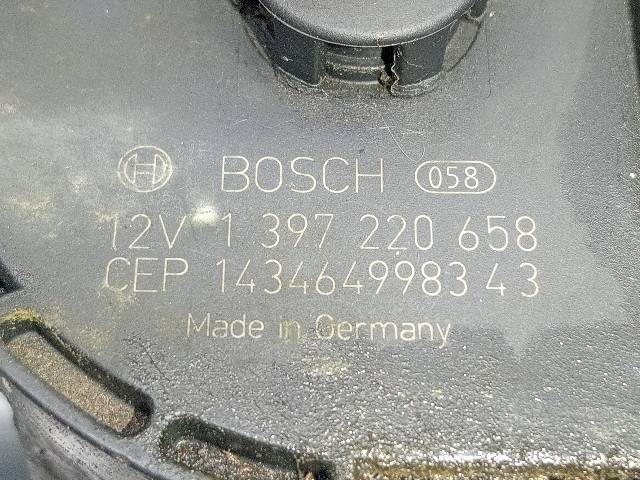 BOSCH 058
12V 1 397 220 658
CEP 1434649983 4 3
Made in Germany